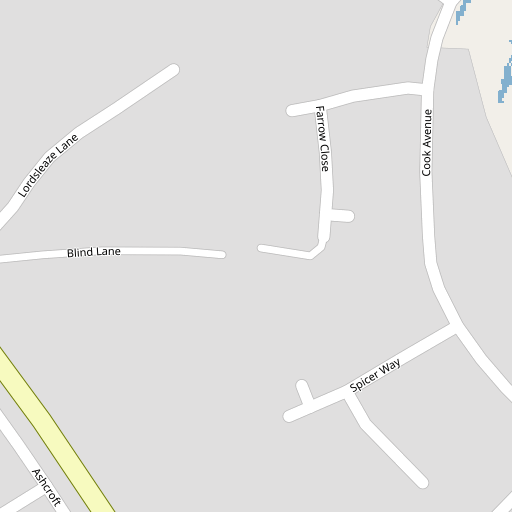 Farrow Close
Cook Avenue
Lordsleaze Lane
Blind Lane
Spicer Way
Ashcroft